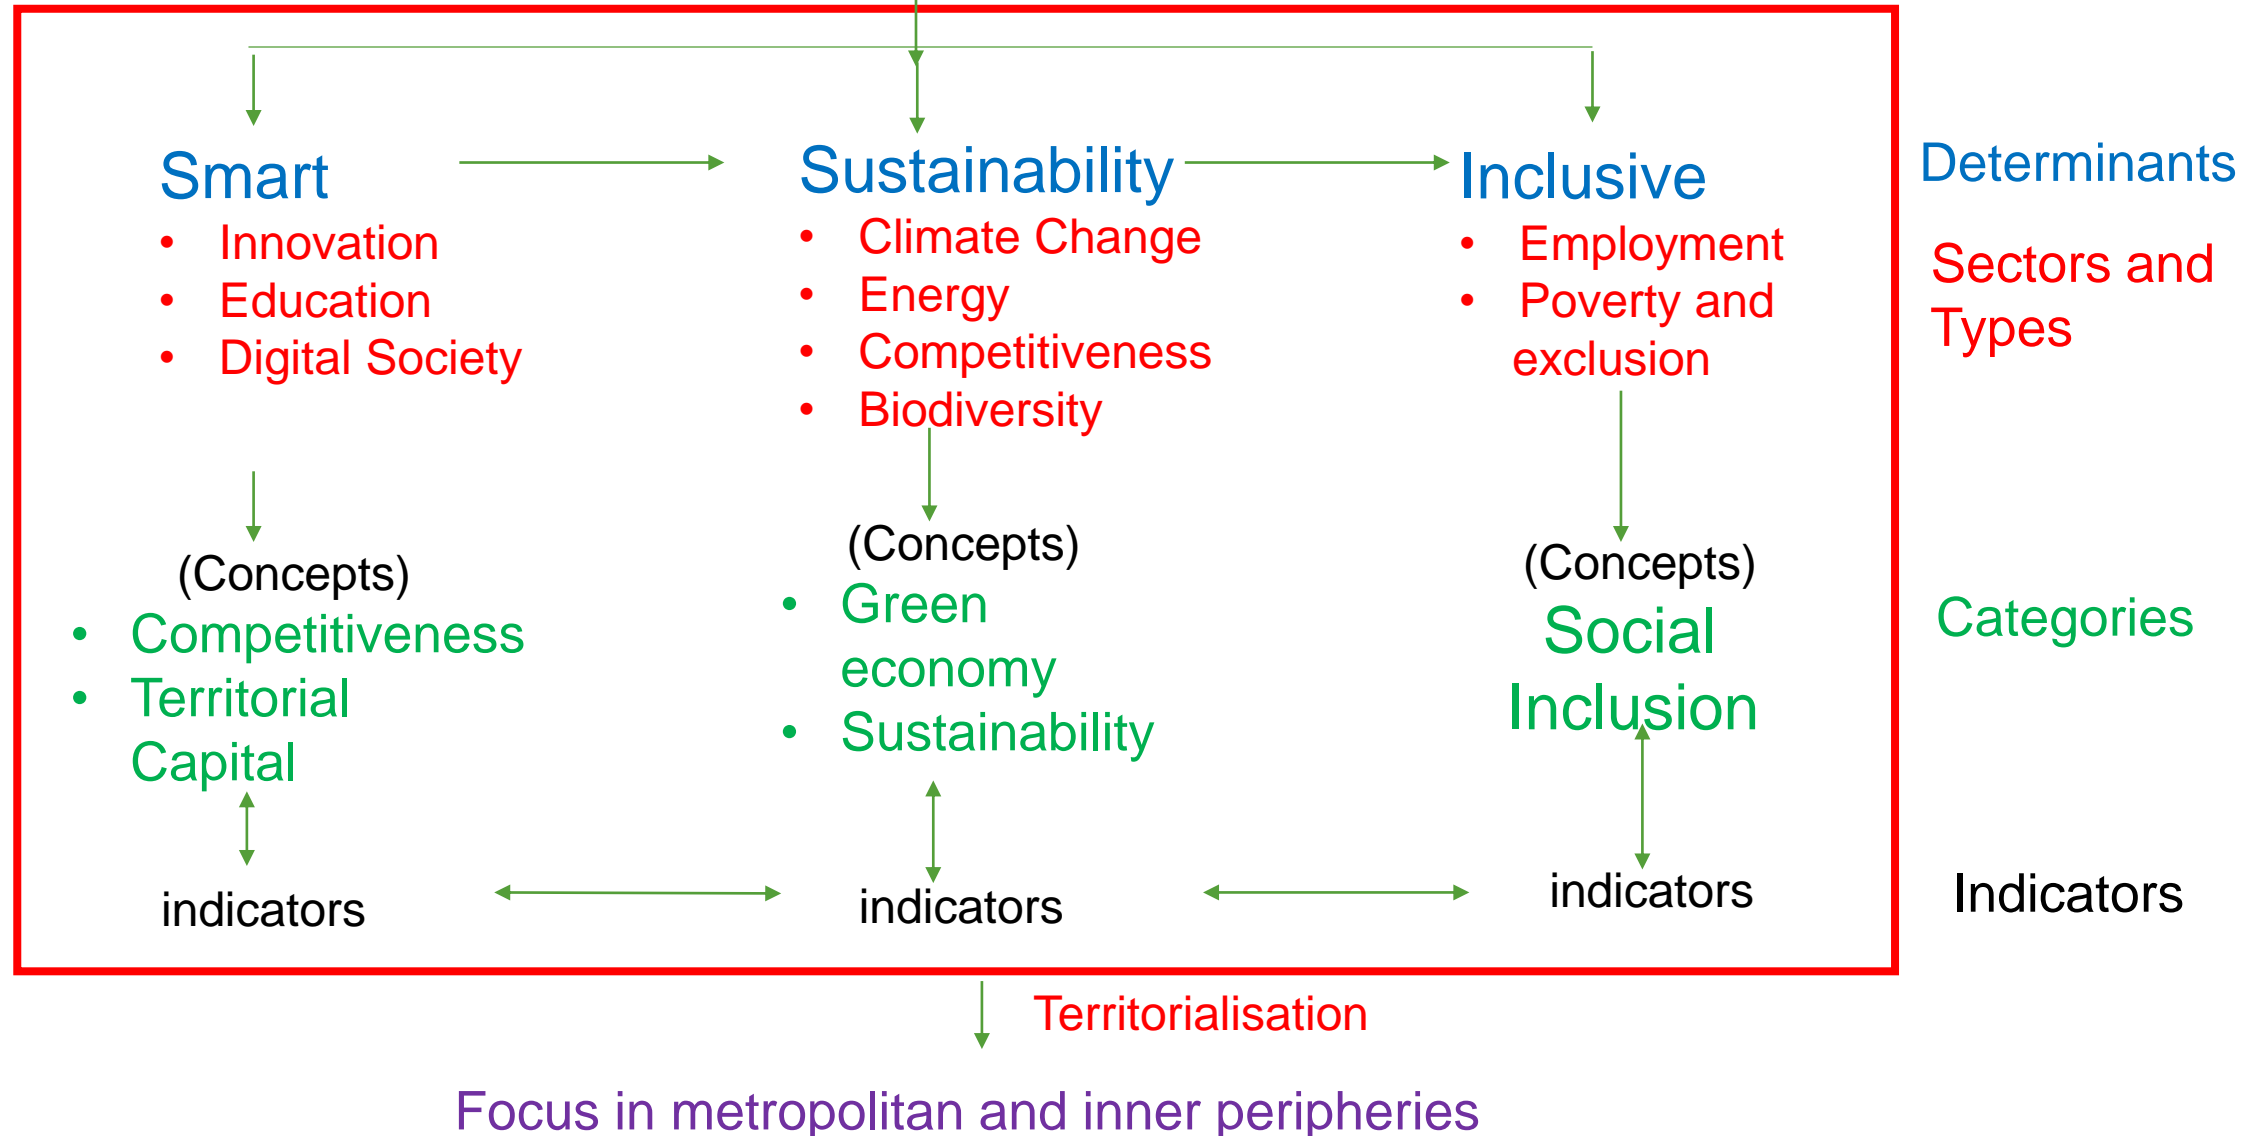 Smart
• Innovation
• Education
• Digital Society
(Concepts)
• Competitiveness
• Territorial
Capital
indicators
Sustainability
• Climate Change
• Energy
• Competitiveness
• Biodiversity
(Concepts)
• Green
economy
• Sustainability
indicators
Inclusive
• Employment
• Poverty and
exclusion
(Concepts)
Social
Inclusion
indicators
Determinants
Sectors and
Types
Categories
Indicators
Territorialisation
Focus in metropolitan and inner peripheries